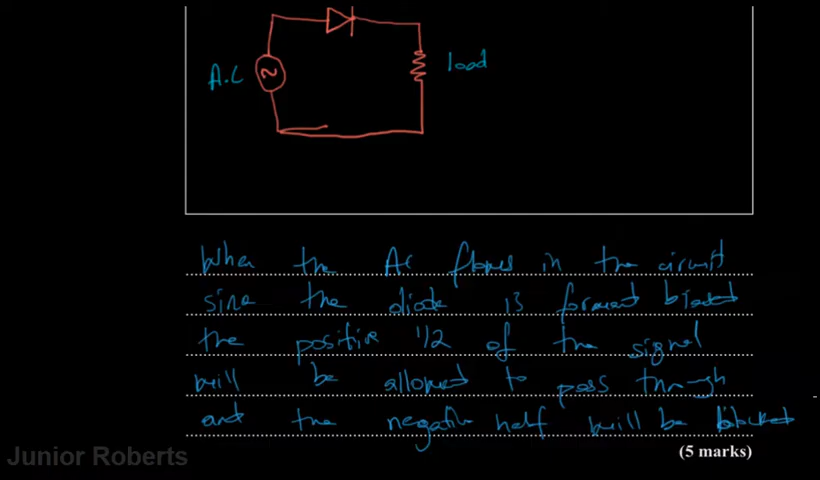 A.C
load
When the AC flows in the circuit
since the diode is forward biased
the positive 1/2 of the signal
will be allowed to pass through
and the negative half will be blocked
(5 marks)
Junior Roberts